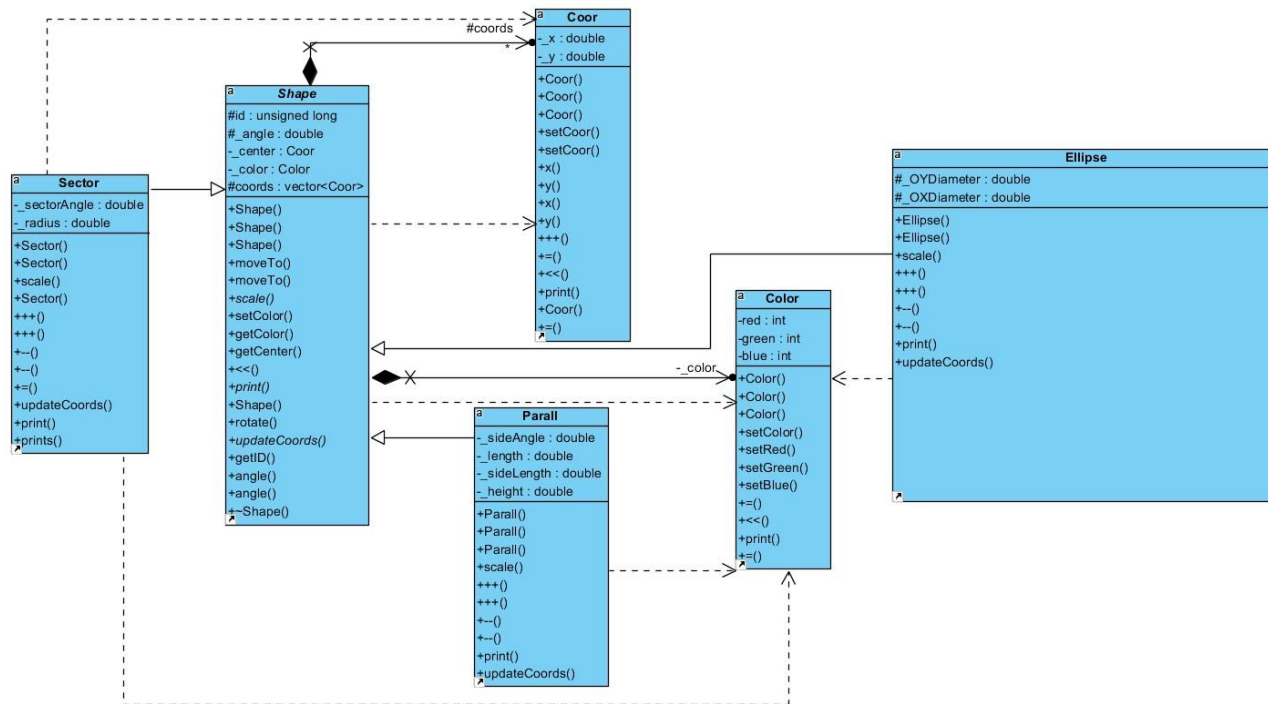 a
Coor
-_x : double
-_y : double
+Coor()
+Coor()
+Coor()
+setCoor()
+setCoor()
+x()
+y()
+x()
+y()
+++()
+=()
+<<()
+print()
+Coor()
+=()
#coords
*
a
Shape
#id : unsigned long
#_angle : double
-_center : Coor
-_color : Color
#coords : vector<Coor>
+Shape()
+Shape()
+Shape()
+moveTo()
+moveTo()
+scale()
+setColor()
+getColor()
+getCenter()
+<<()
+print()
+Shape()
+rotate()
+updateCoords()
+getID()
+angle()
+angle()
+~Shape()
a
Sector
-_sectorAngle : double
-_radius : double
+Sector()
+Sector()
+scale()
+Sector()
+++()
+++()
+--()
+--()
+=()
+updateCoords()
+print()
+prints()
a
Ellipse
#_OYDiameter : double
#_OXDiameter : double
+Ellipse()
+Ellipse()
+scale()
+++()
+++()
+--()
+--()
+print()
+updateCoords()
-_color
a
Color
-red : int
-green : int
-blue : int
+Color()
+Color()
+Color()
+setColor()
+setRed()
+setGreen()
+setBlue()
+=()
+<<()
+print()
+=()
a
Parall
-_sideAngle : double
-_length : double
-_sideLength : double
-_height : double
+Parall()
+Parall()
+Parall()
+scale()
+++()
+++()
+--()
+--()
+print()
+updateCoords()